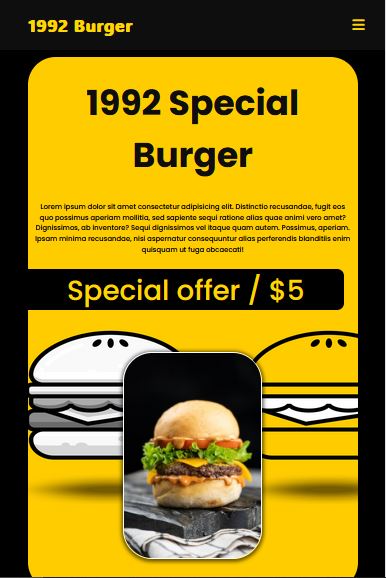 1992 Burger
1992 Special
Burger
Lorem ipsum dolor sit amet consectetur adipisicing elit. Distinctio recusandae, fugit eos
quo possimus aperiam mollitia, sed sapiente sequi ratione alias quae animi vero amet?
Dignissimos, ab inventore? Sequi dignissimos vel itaque quam autem. Possimus, aperiam.
Ipsam minima recusandae, nisi aspernatur consequuntur alias perferendis blanditiis enim
quisquam ut fuga obcaecati!
Special offer / $5